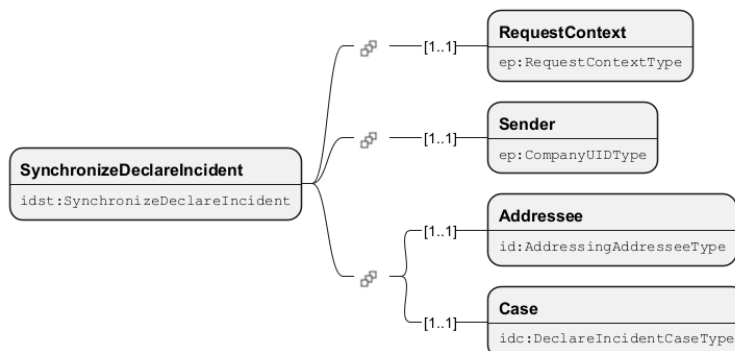 RequestContext
[1..1]
ep:RequestContextType
Sender
[1..1]
ep:CompanyUIDType
SynchronizeDeclareIncident
idst:SynchronizeDeclareIncident
Addressee
[1..1]
id:AddressingAddresseeType
Case
[1..1]
idc:DeclareIncidentCaseType